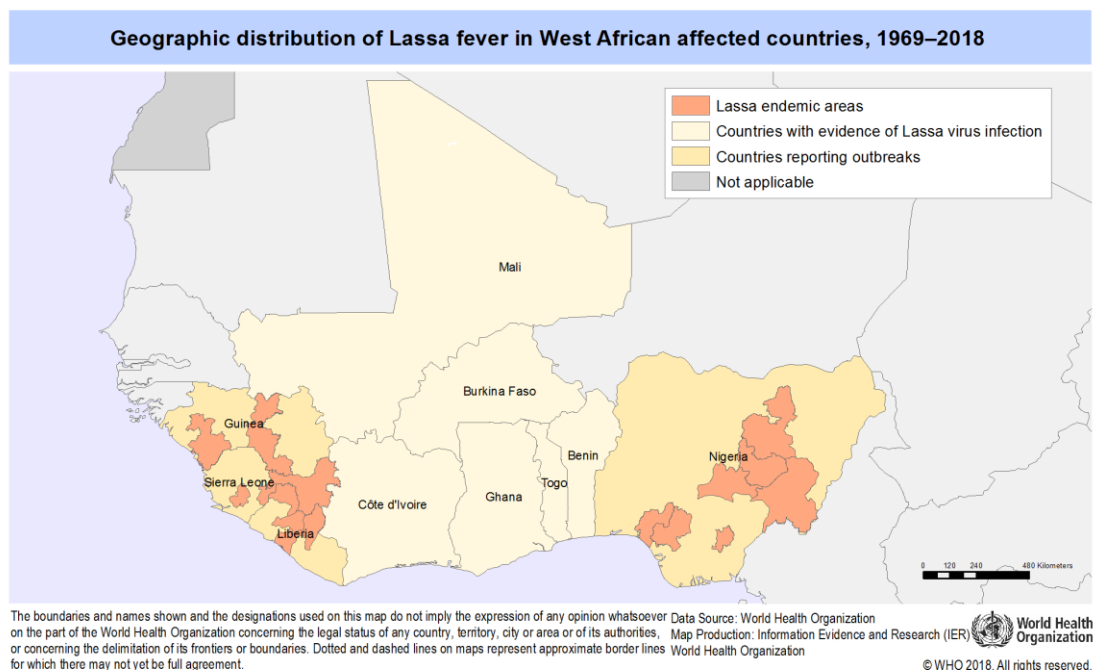 Geographic distribution of Lassa fever in West African affected countries, 1969–2018
Lassa endemic areas
Countries with evidence of Lassa virus infection
Countries reporting outbreaks
Not applicable
Mali
Burkina Faso
Guinea
Benin
Nigeria
Sierra Leone
Togo
Ghana
Côte d'Ivoire
Liberia
0 120 240 480 Kilometers
The boundaries and names shown and the designations used on this map do not imply the expression of any opinion whatsoever
on the part of the World Health Organization concerning the legal status of any country, territory, city or area or of its authorities,
or concerning the delimitation of its frontiers or boundaries. Dotted and dashed lines on maps represent approximate border lines
for which there may not yet be full agreement.
Data Source: World Health Organization
Map Production: Information Evidence and Research (IER)
World Health Organization
World Health
Organization
© WHO 2018. All rights reserved.